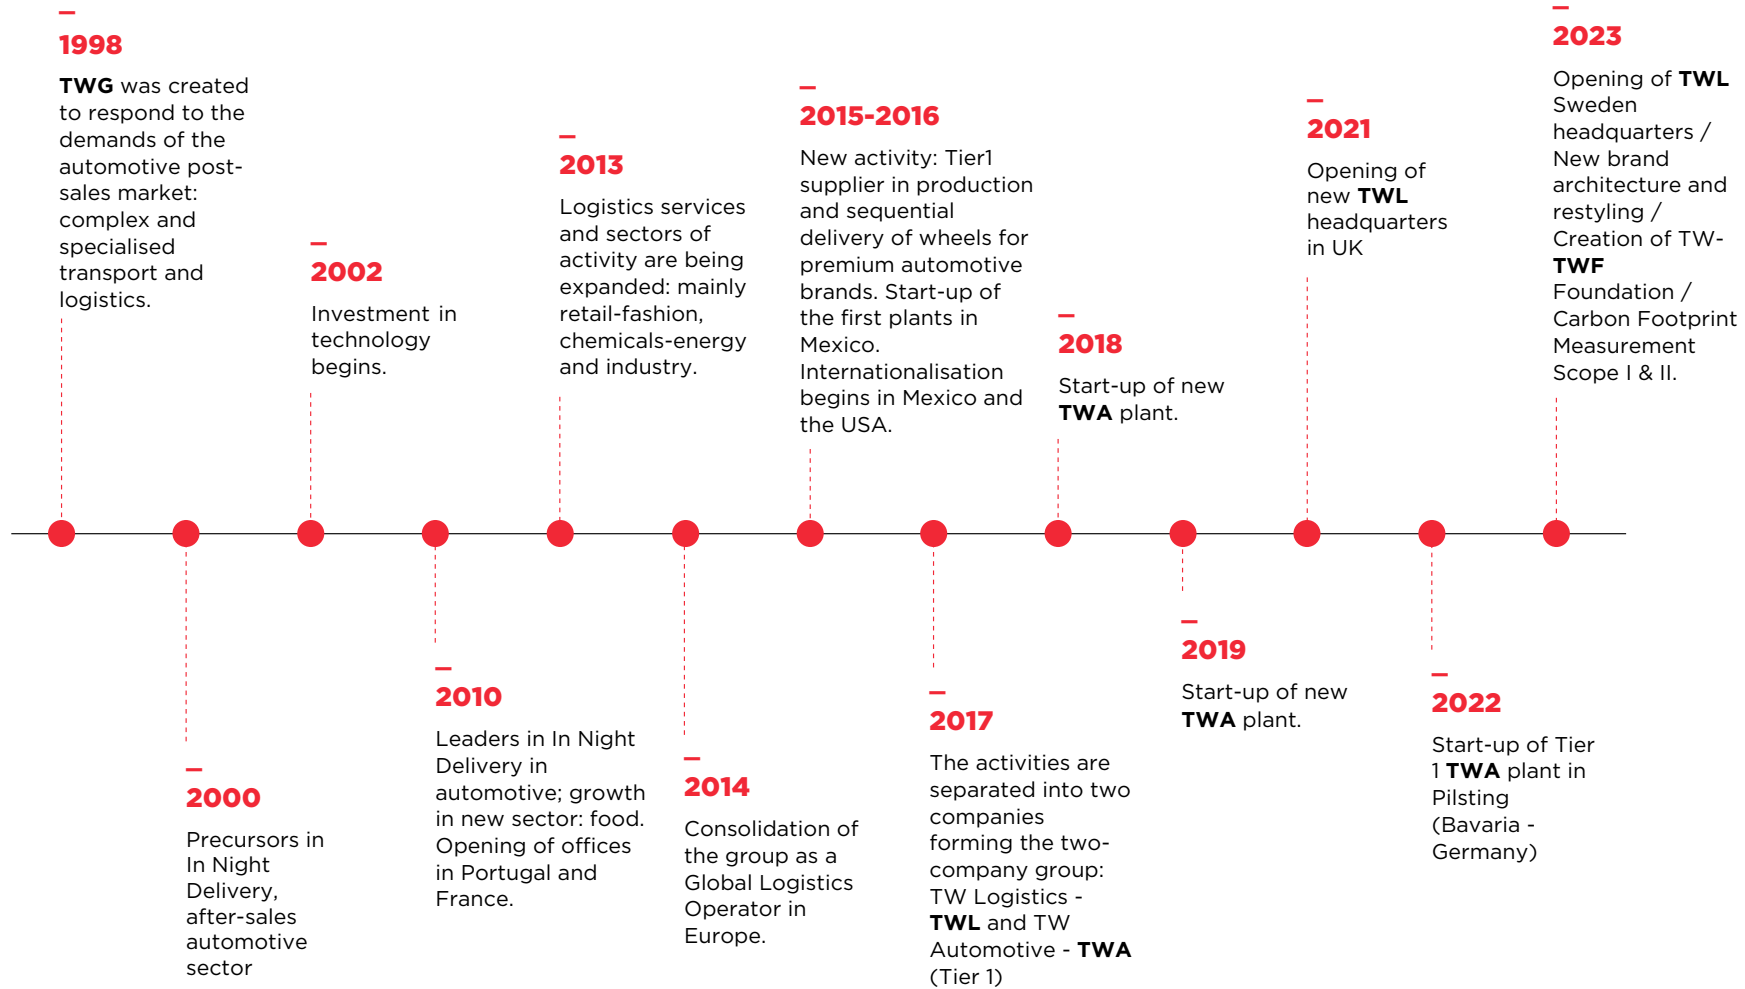 1998
TWG was created
to respond to the
demands of the
automotive post-
sales market:
complex and
specialised
transport and
logistics.
2000
Precursors in
In Night
Delivery,
after-sales
automotive
sector
2002
Investment in
technology
begins.
2010
Leaders in In Night
Delivery in
automotive; growth
in new sector: food.
Opening of offices
in Portugal and
France.
2013
Logistics services
and sectors of
activity are being
expanded: mainly
retail-fashion,
chemicals-energy
and industry.
2014
Consolidation of
the group as a
Global Logistics
Operator in
Europe.
2015-2016
New activity: Tier1
supplier in production
and sequential
delivery of wheels for
premium automotive
brands. Start-up of
the first plants in
Mexico.
Internationalisation
begins in Mexico and
the USA.
2017
The activities are
separated into two
companies
forming the two-
company group:
TW Logistics -
TWL and TW
Automotive - TWA
(Tier 1)
2018
Start-up of new
TWA plant.
2019
Start-up of new
TWA plant.
2021
Opening of
new TWL
headquarters
in UK
2022
Start-up of Tier
1 TWA plant in
Pilsting
(Bavaria -
Germany)
2023
Opening of TWL
Sweden
headquarters /
New brand
architecture and
restyling /
Creation of TW-
TWF
Foundation /
Carbon Footprint
Measurement
Scope I & II.